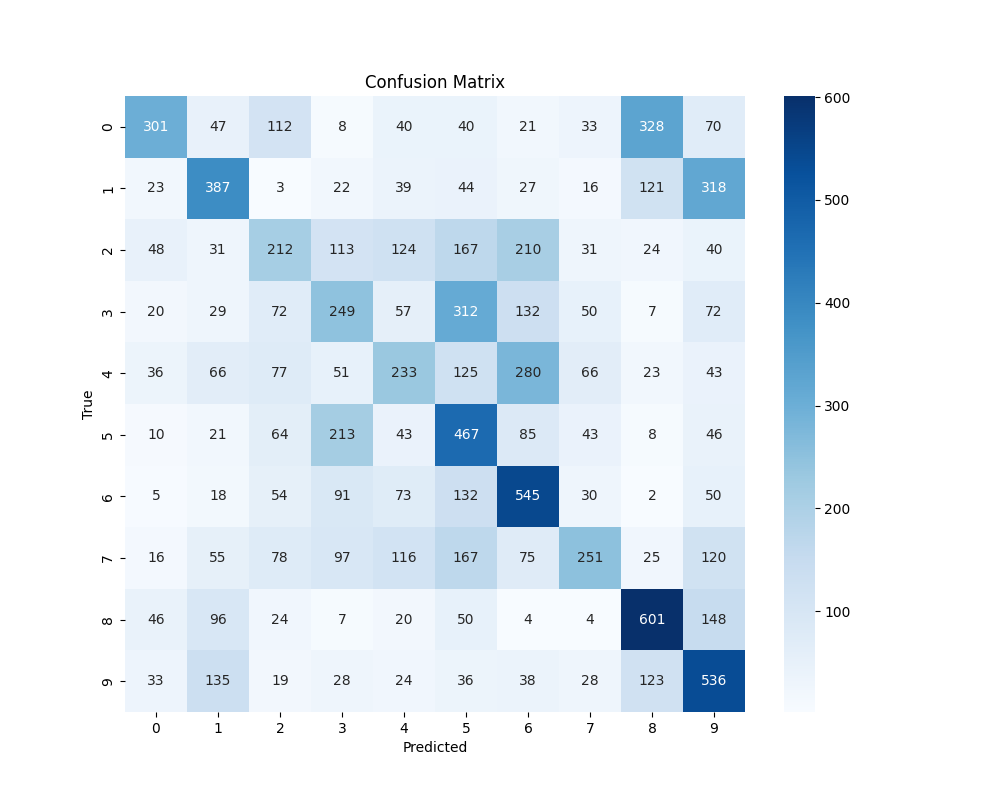 Confusion Matrix
0 301 47 112 8 40 40 21 33 328 70
1 23 387 3 22 39 44 27 16 121 318
2 48 31 212 113 124 167 210 31 24 40
3 20 29 72 249 57 312 132 50 7 72
4 36 66 77 51 233 125 280 66 23 43
5 10 21 64 213 43 467 85 43 8 46
6 5 18 54 91 73 132 545 30 2 50
7 16 55 78 97 116 167 75 251 25 120
8 46 96 24 7 20 50 4 4 601 148
9 33 135 19 28 24 36 38 28 123 536
0 1 2 3 4 5 6 7 8 9
Predicted
True
600
500
400
300
200
100